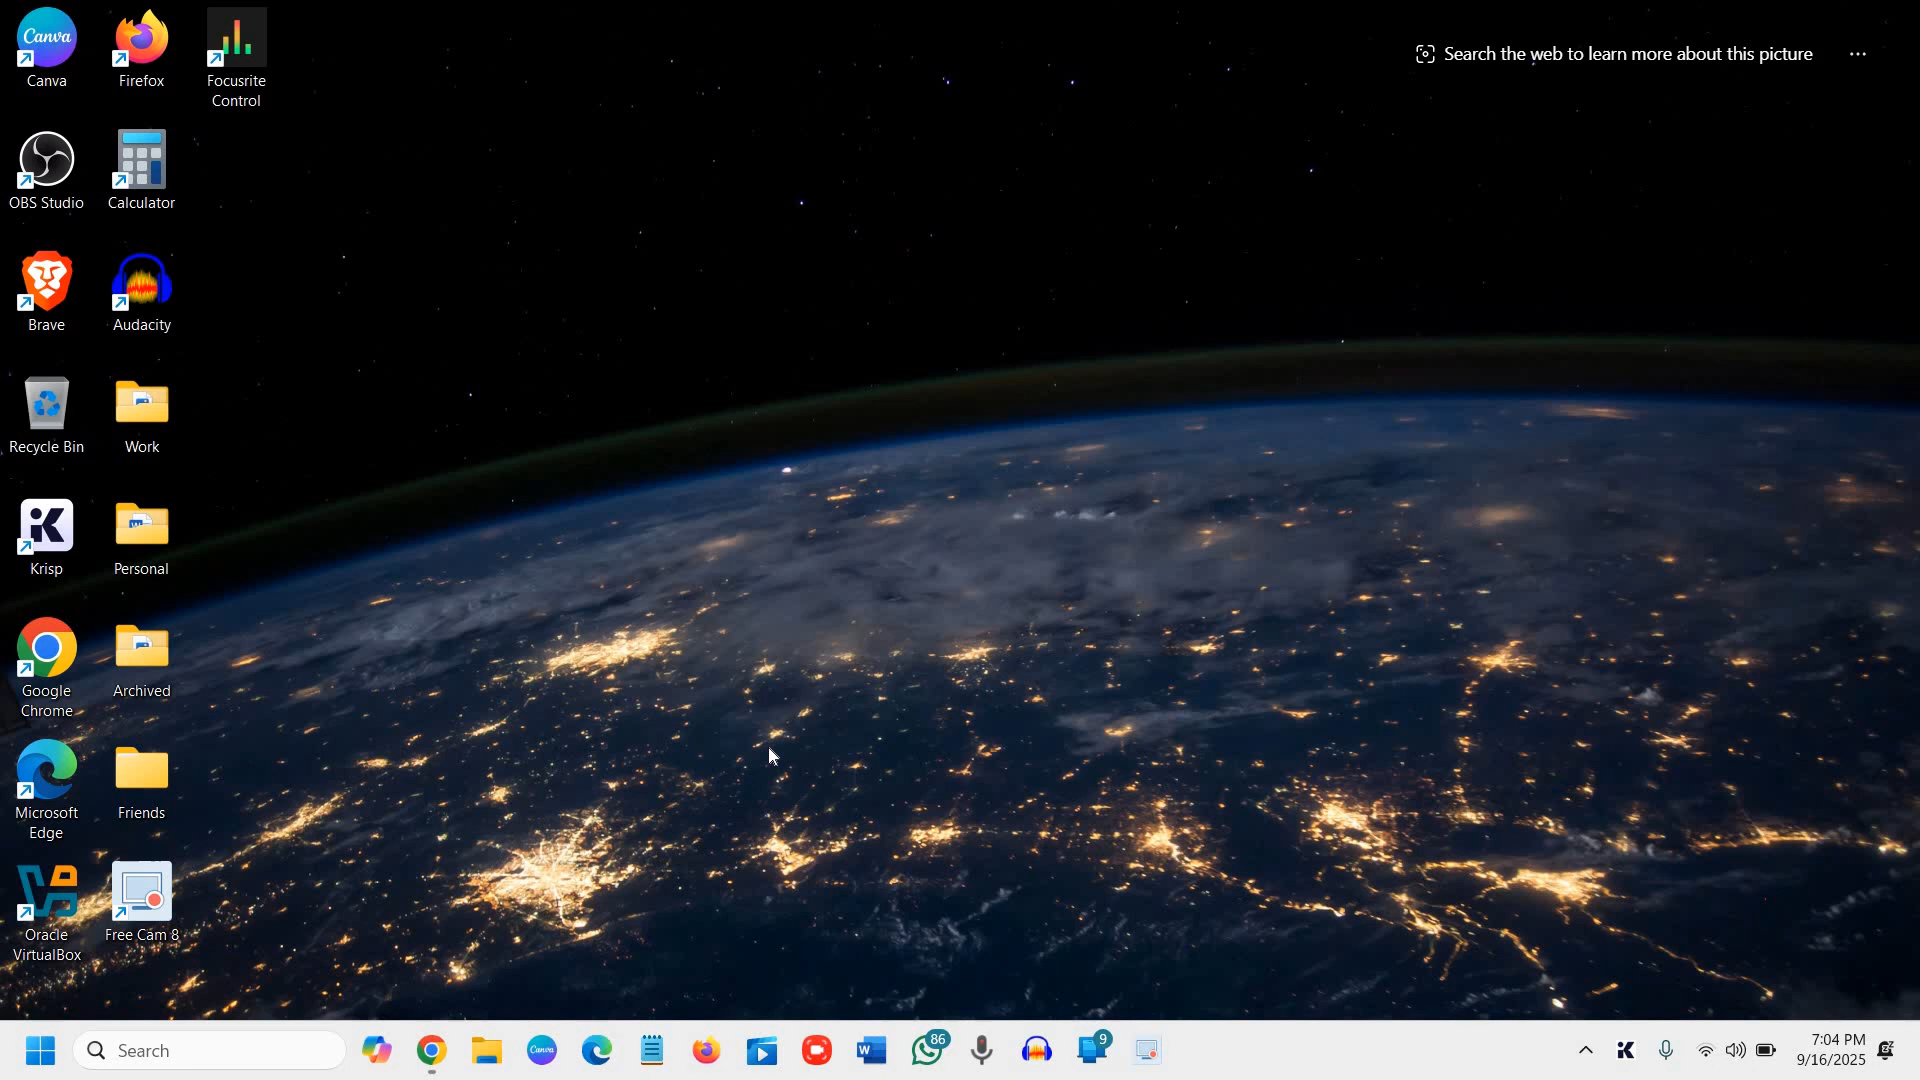 Canva
Canva
Firefox
Focusrite
Control
Search the web to learn more about this picture
OBS Studio
Calculator
Brave
Audacity
Recycle Bin
Work
Krisp
Personal
Google
Chrome
Archived
Microsoft
Edge
Friends
Oracle
VirtualBox
Free Cam 8
Search
Canva
86
9
7:04 PM
9/16/2025